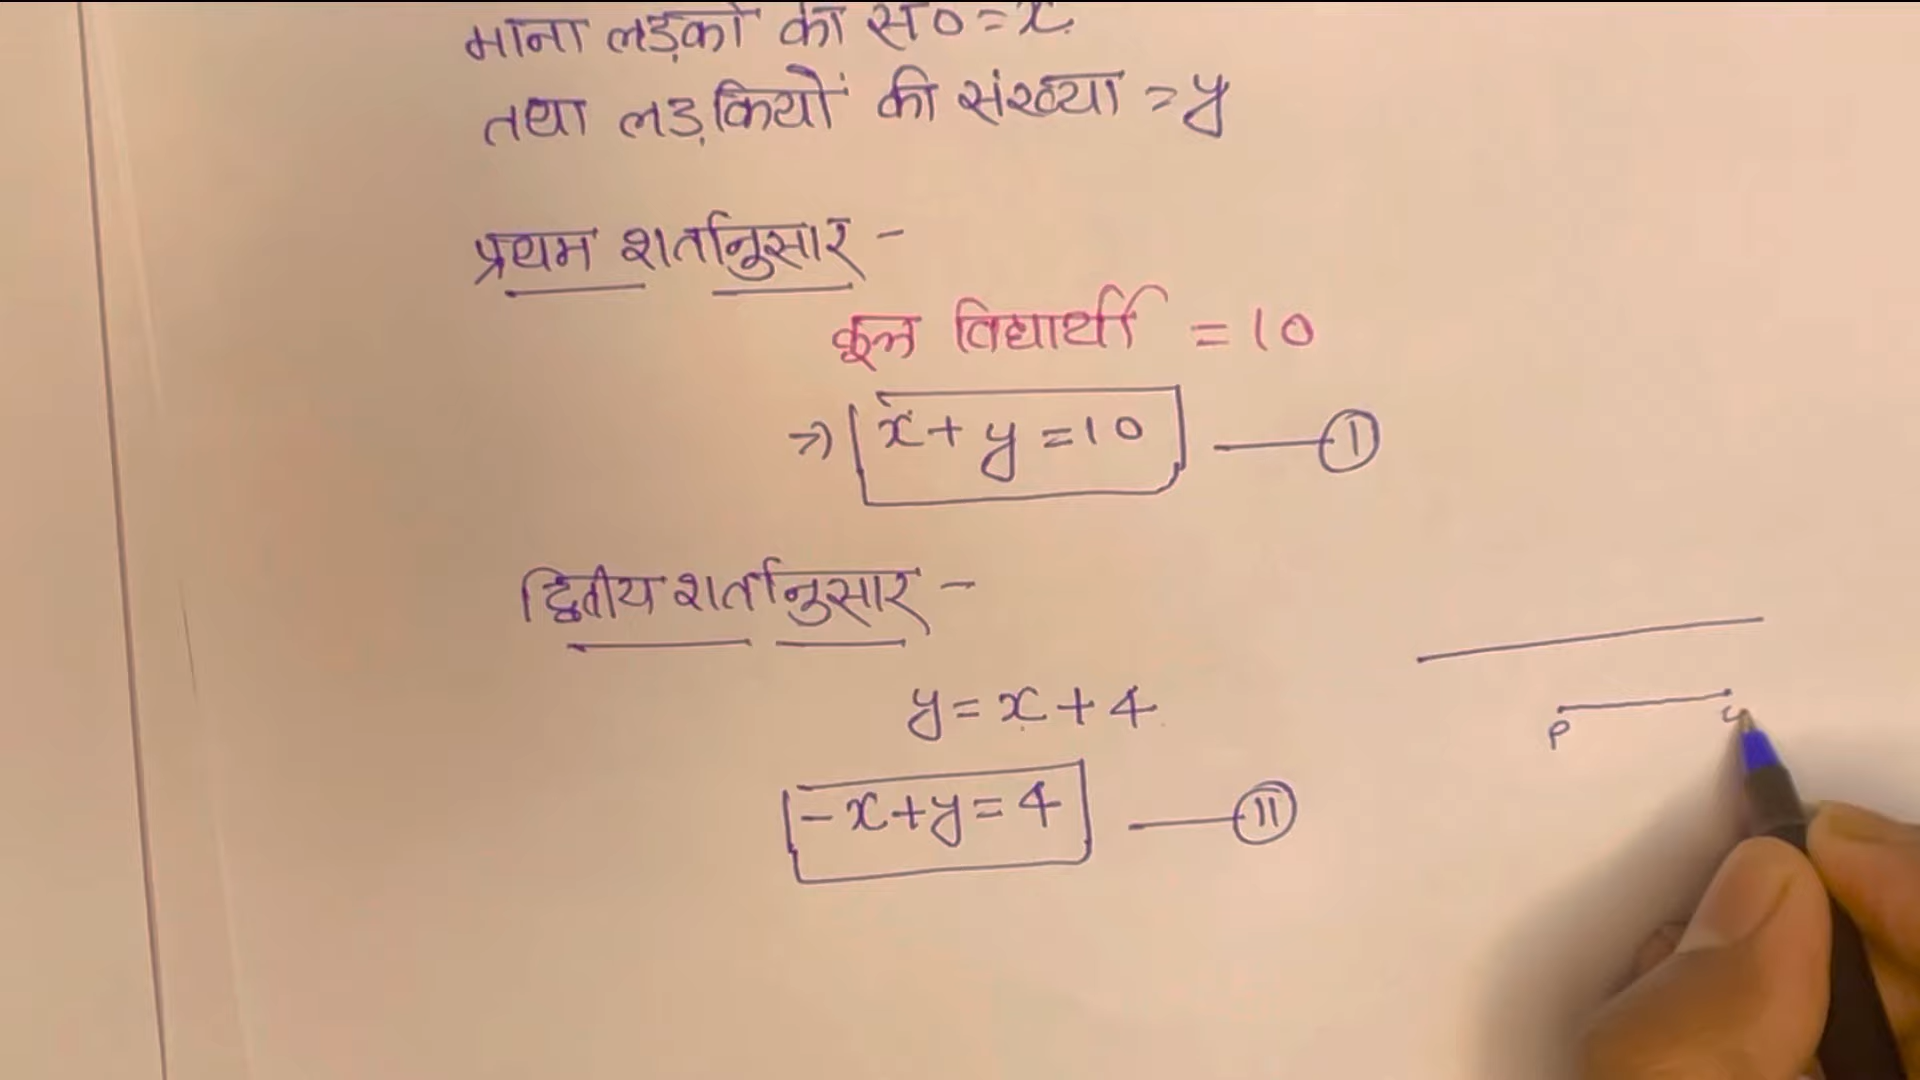 माना लड़कों की सं० = x
तथा लड़कियों की संख्या = y
प्रथम शर्तानुसार -
कुल विद्यार्थी = 10
⇒ x + y = 10 — I
द्वितीय शर्तानुसार -
y = x + 4
- x + y = 4 — II
P